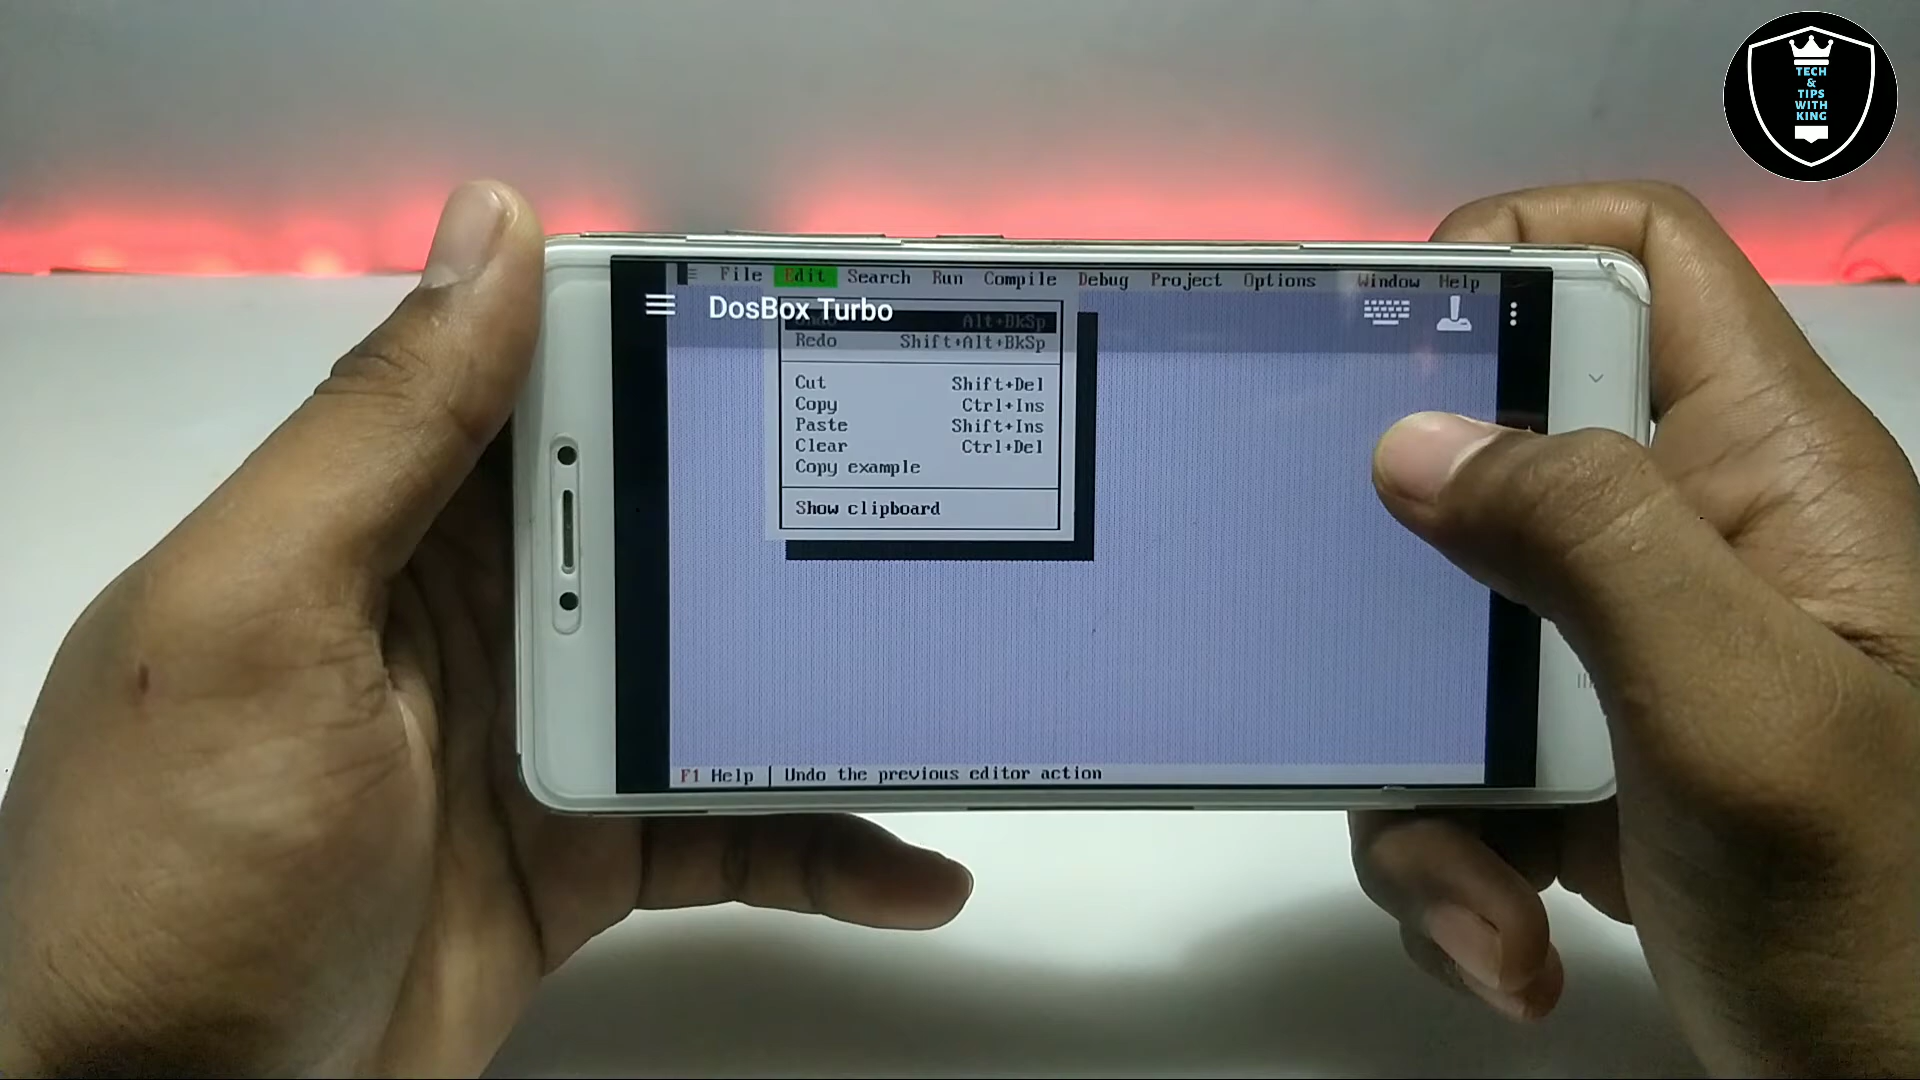 TECH
&
TIPS
WITH
KING
≡ File Edit Search Run Compile Debug Project Options Window Help
DosBox Turbo
Undo Alt+BkSp
Redo Shift+Alt+BkSp
Cut Shift+Del
Copy Ctrl+Ins
Paste Shift+Ins
Clear Ctrl+Del
Copy example
Show clipboard
F1 Help | Undo the previous editor action